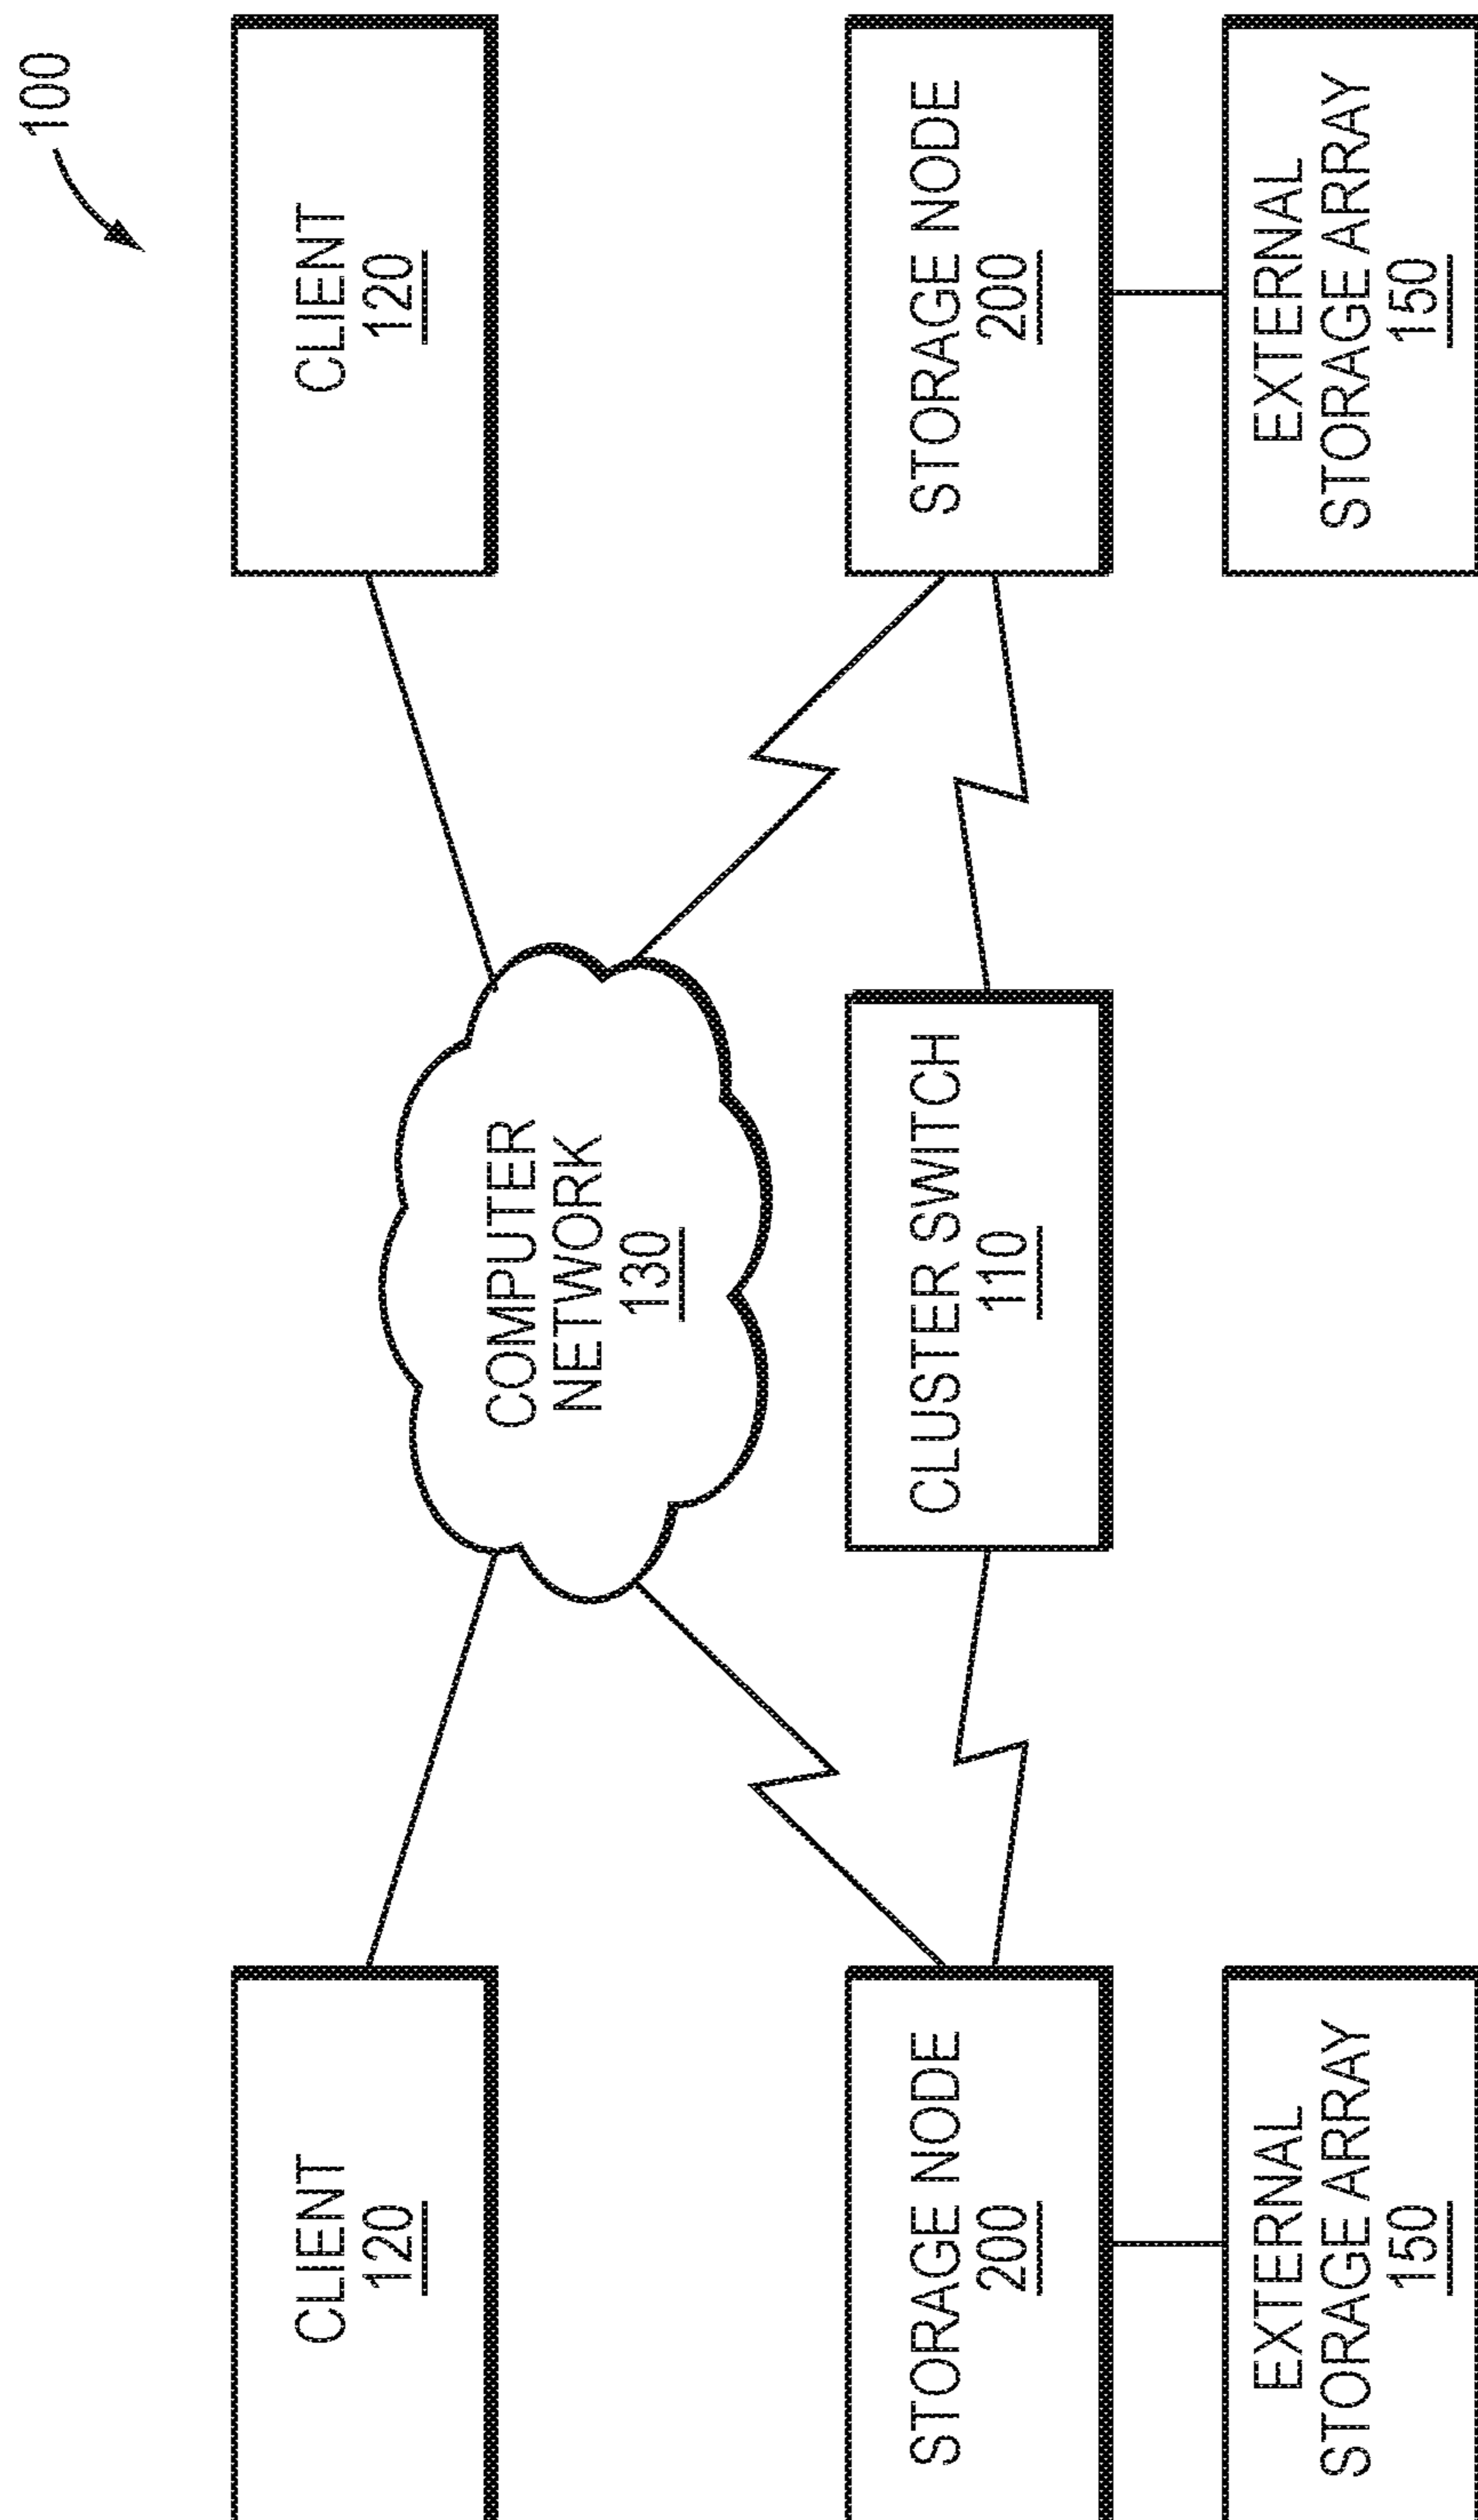 100
CLIENT
120
CLIENT
120
COMPUTER
NETWORK
130
STORAGE NODE
200
CLUSTER SWITCH
110
STORAGE NODE
200
EXTERNAL
STORAGE ARRAY
150
EXTERNAL
STORAGE ARRAY
150